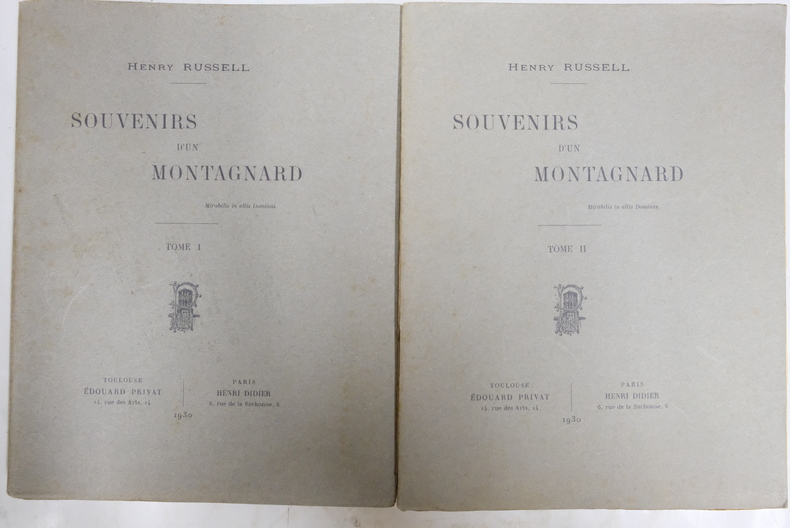 HENRY RUSSELL
SOUVENIRS
D'UN
MONTAGNARD
Mirabilis in altis Dominus.
TOME I
TOULOUSE
ÉDOUARD PRIVAT
14, rue des Arts, 14
PARIS
HENRI DIDIER
6, rue de la Sorbonne, 6
1930
HENRY RUSSELL
SOUVENIRS
D'UN
MONTAGNARD
Mirabilis in altis Dominus.
TOME II
TOULOUSE
ÉDOUARD PRIVAT
14, rue des Arts, 14
PARIS
HENRI DIDIER
6, rue de la Sorbonne, 6
1930